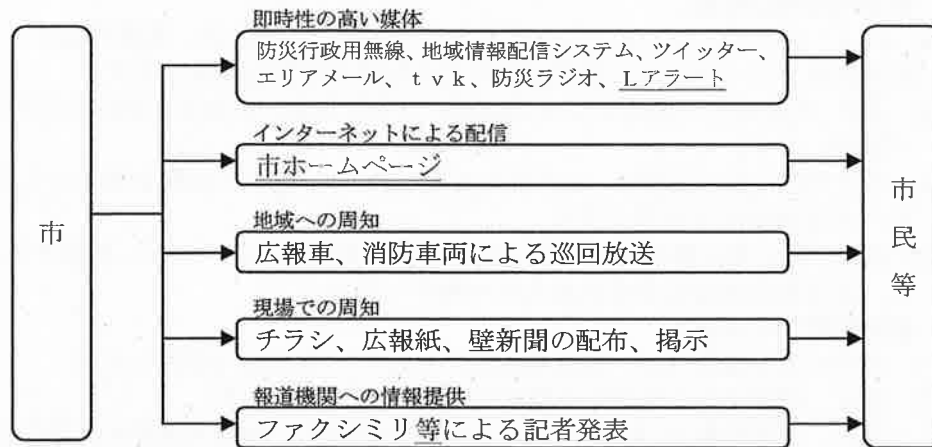 市
即時性の高い媒体
防災行政用無線、地域情報配信システム、ツイッター、
エリアメール、tvk、防災ラジオ、Lアラート
インターネットによる配信
市ホームページ
地域への周知
広報車、消防車両による巡回放送
現場での周知
チラシ、広報紙、壁新聞の配布、掲示
報道機関への情報提供
ファクシミリ等による記者発表
市民等